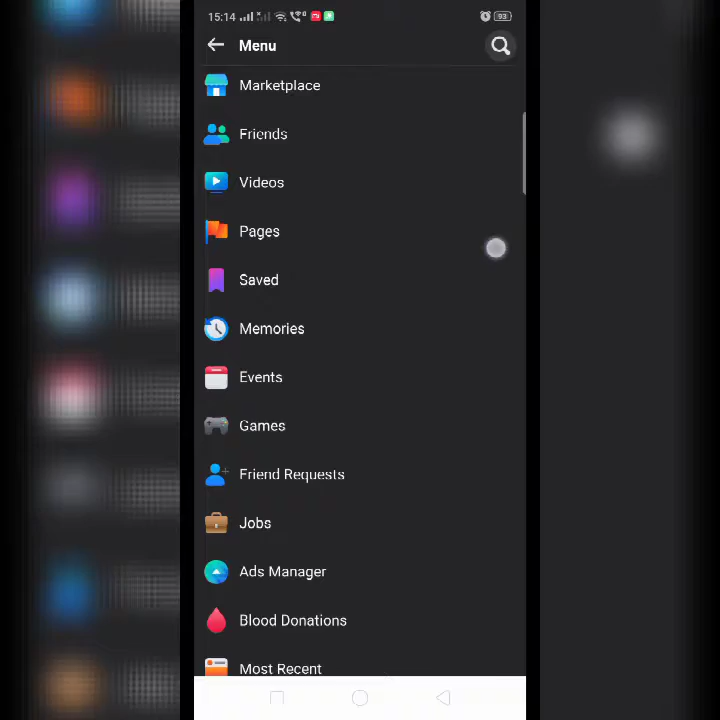 15:14
93
Menu
Marketplace
Friends
Videos
Pages
Saved
Memories
Events
Games
Friend Requests
Jobs
Ads Manager
Blood Donations
Most Recent